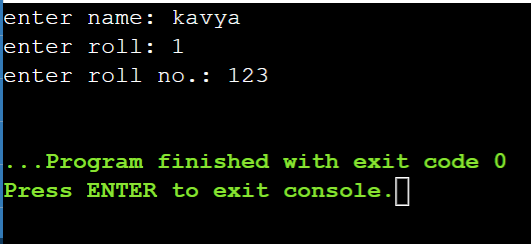 enter name: kavya
enter roll: 1
enter roll no.: 123
...Program finished with exit code 0
Press ENTER to exit console.